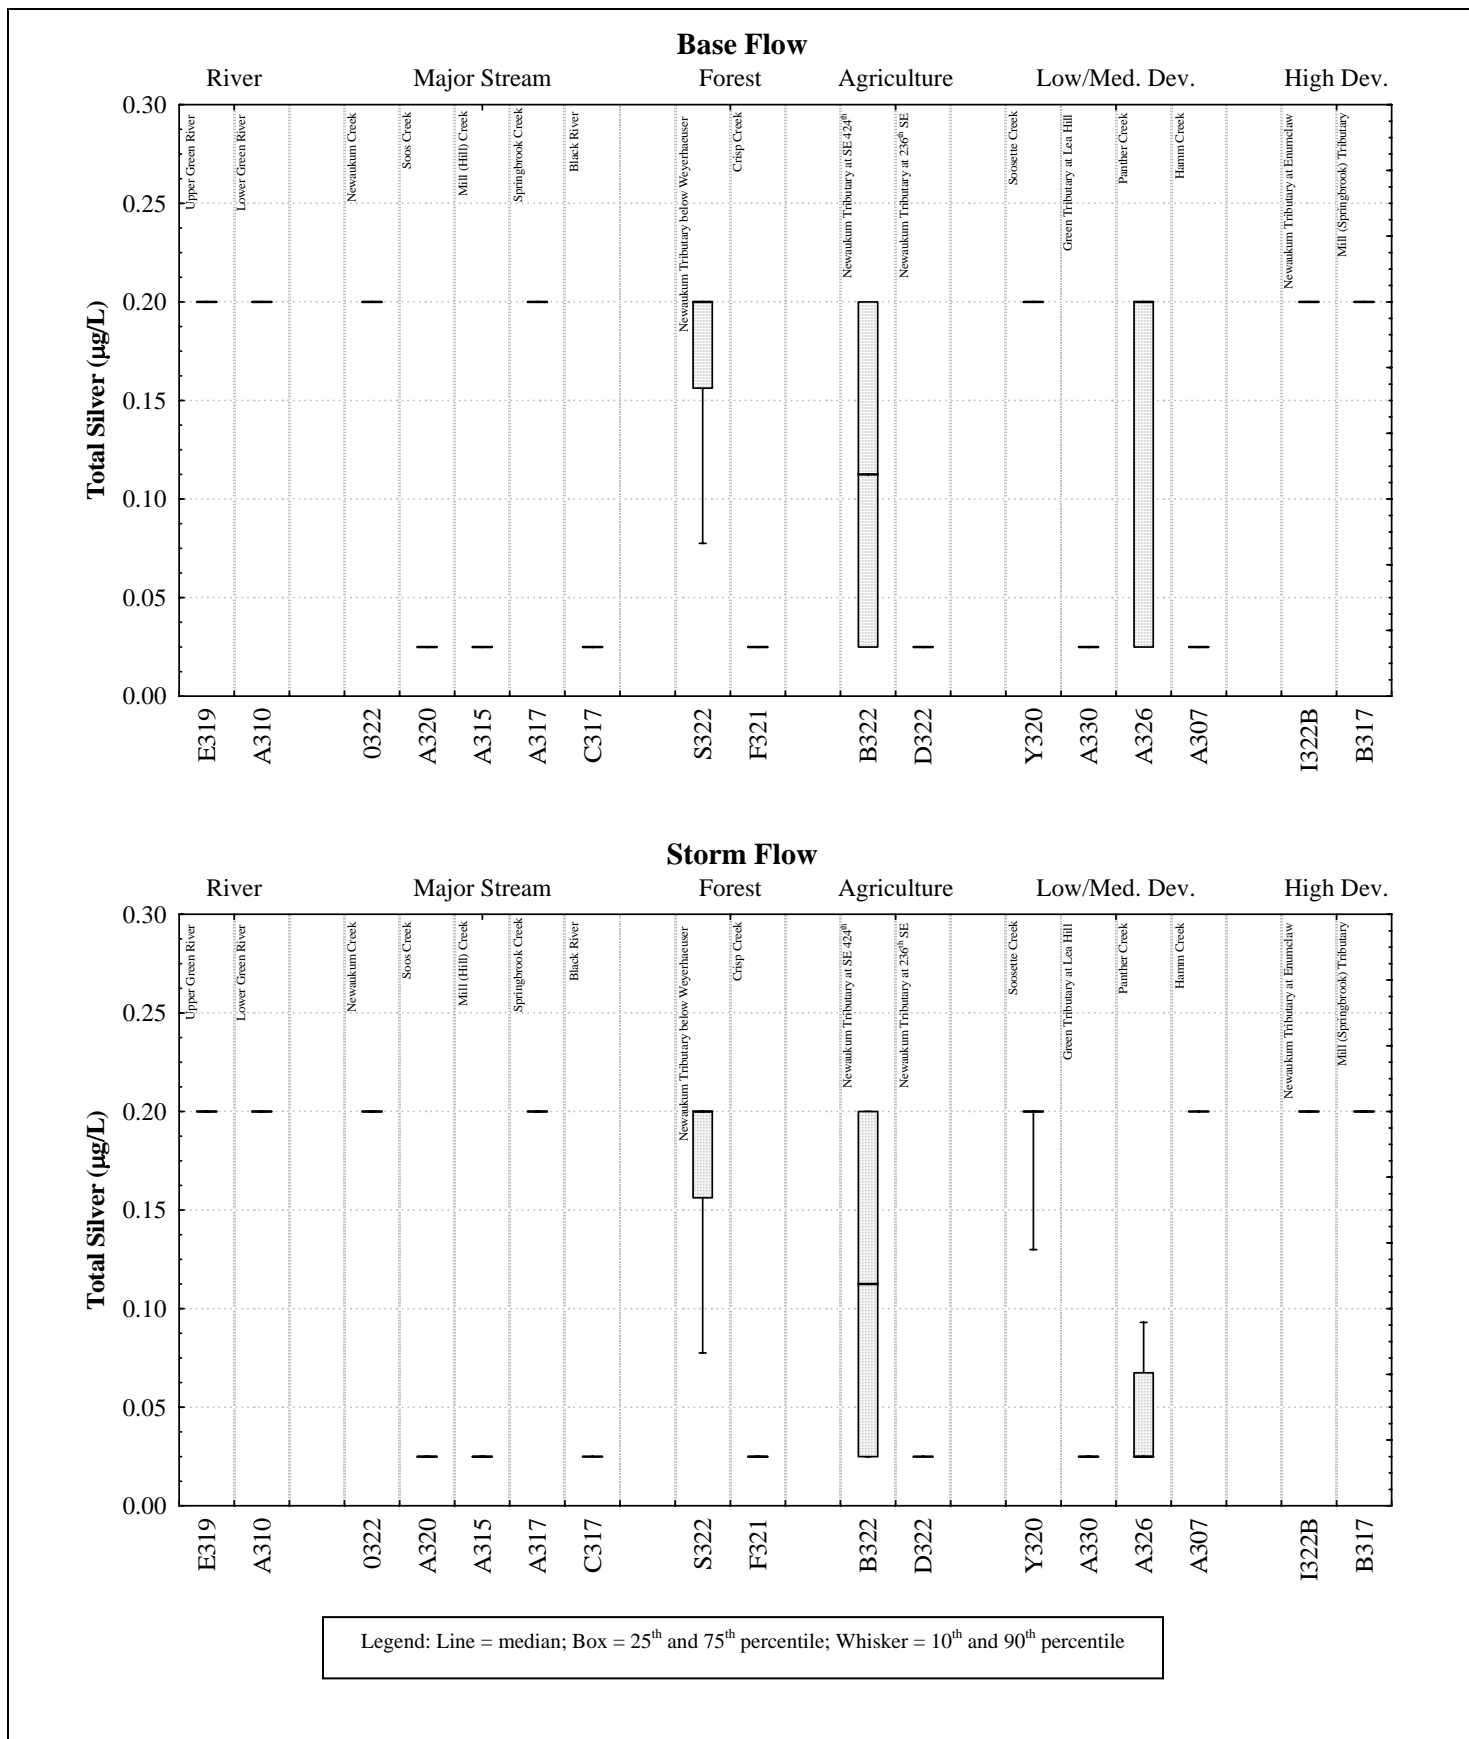 Base Flow
River Major Stream Forest Agriculture Low/Med. Dev. High Dev.
Upper Green River
Lower Green River
Newaukum Creek
Soos Creek
Mill (Hill) Creek
Springbrook Creek
Black River
Newaukum Tributary below Weyerhaeuser
Crisp Creek
Newaukum Tributary at SE 424th
Newaukum Tributary at 236th SE
Soosette Creek
Green Tributary at Lea Hill
Panther Creek
Hamm Creek
Newaukum Tributary at Enumclaw
Mill (Springbrook) Tributary
Total Silver (µg/L)
0.30
0.25
0.20
0.15
0.10
0.05
0.00
E319 A310 0322 A320 A315 A317 C317 S322 F321 B322 D322 Y320 A330 A326 A307 I322B B317
Storm Flow
River Major Stream Forest Agriculture Low/Med. Dev. High Dev.
Upper Green River
Lower Green River
Newaukum Creek
Soos Creek
Mill (Hill) Creek
Springbrook Creek
Black River
Newaukum Tributary below Weyerhaeuser
Crisp Creek
Newaukum Tributary at SE 424th
Newaukum Tributary at 236th SE
Soosette Creek
Green Tributary at Lea Hill
Panther Creek
Hamm Creek
Newaukum Tributary at Enumclaw
Mill (Springbrook) Tributary
Total Silver (µg/L)
0.30
0.25
0.20
0.15
0.10
0.05
0.00
E319 A310 0322 A320 A315 A317 C317 S322 F321 B322 D322 Y320 A330 A326 A307 I322B B317
Legend: Line = median; Box = 25th and 75th percentile; Whisker = 10th and 90th percentile